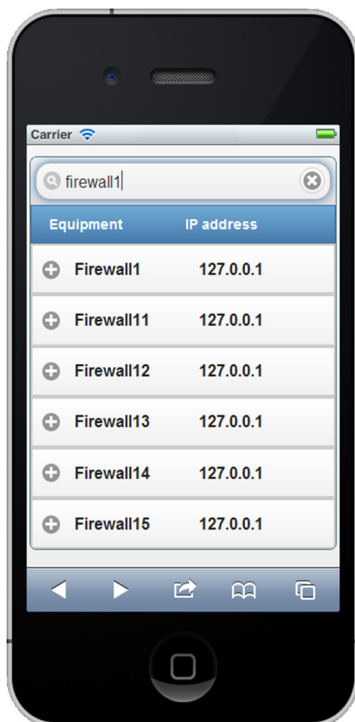 Carrier
firewall1
Equipment IP address
Firewall1 127.0.0.1
Firewall11 127.0.0.1
Firewall12 127.0.0.1
Firewall13 127.0.0.1
Firewall14 127.0.0.1
Firewall15 127.0.0.1